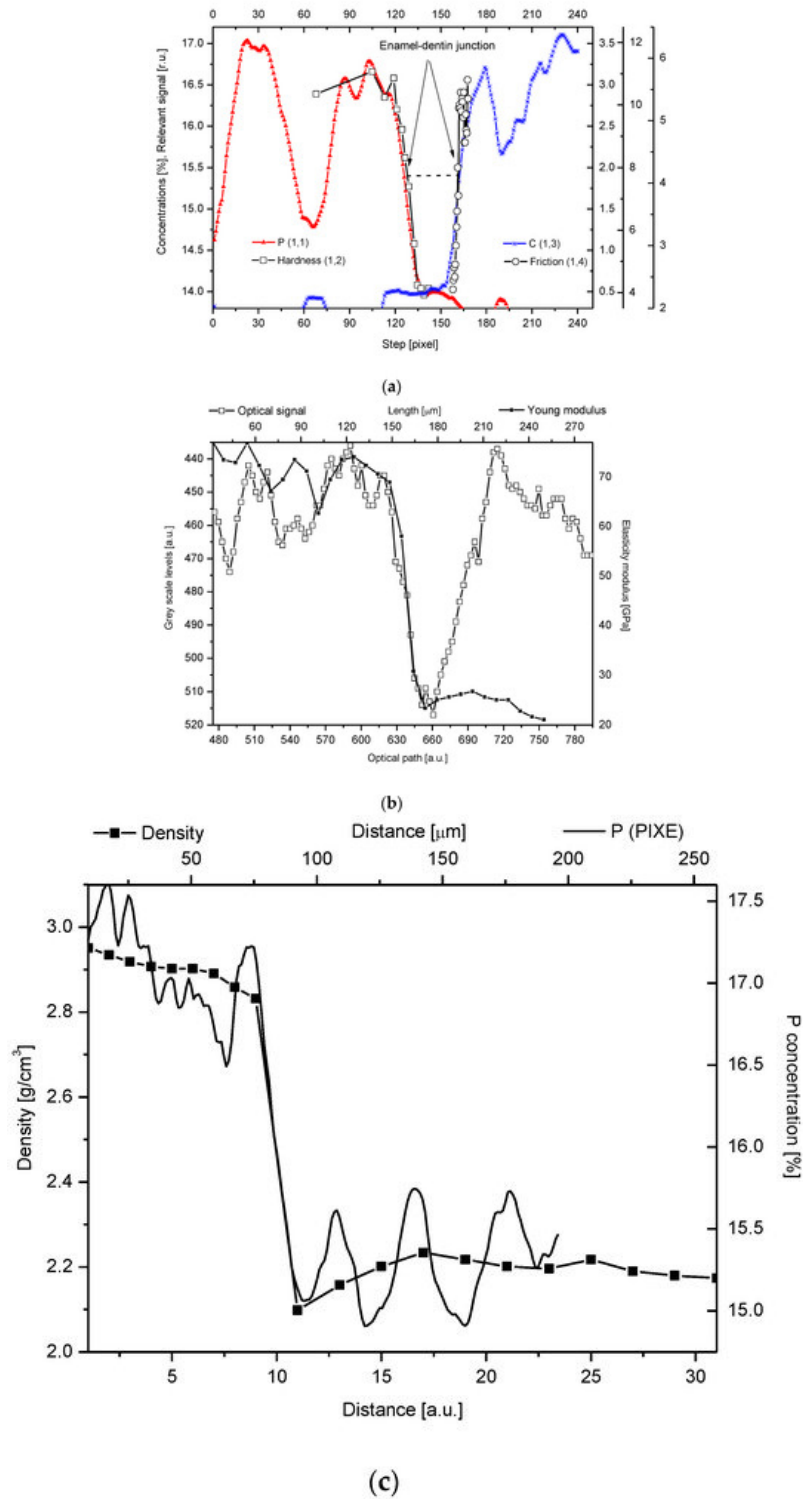 0 30 60 90 120 150 180 210 240
Enamel-dentin junction
17.0
16.5
16.0
15.5
15.0
14.5
14.0
Concentrations [%], Relevant signal [r.u.]
3.5
3.0
2.5
2.0
1.5
1.0
0.5
12
10
8
6
4
6
5
4
3
2
P (1,1)
Hardness (1,2)
C (1,3)
Friction (1,4)
0 30 60 90 120 150 180 210 240
Step [pixel]
(a)
Optical signal Length [μm] Young modulus
30 60 90 120 150 180 210 240 270
440
450
460
470
480
490
500
510
520
Grey scale levels [a.u.]
70
60
50
40
30
20
Elasticity modulus [GPa]
480 510 540 570 600 630 660 690 720 750 780
Optical path [a.u.]
(b)
Density Distance [μm] P (PIXE)
50 100 150 200 250
3.0
2.8
2.6
2.4
2.2
2.0
Density [g/cm³]
17.5
17.0
16.5
16.0
15.5
15.0
P concentration [%]
5 10 15 20 25 30
Distance [a.u.]
(c)